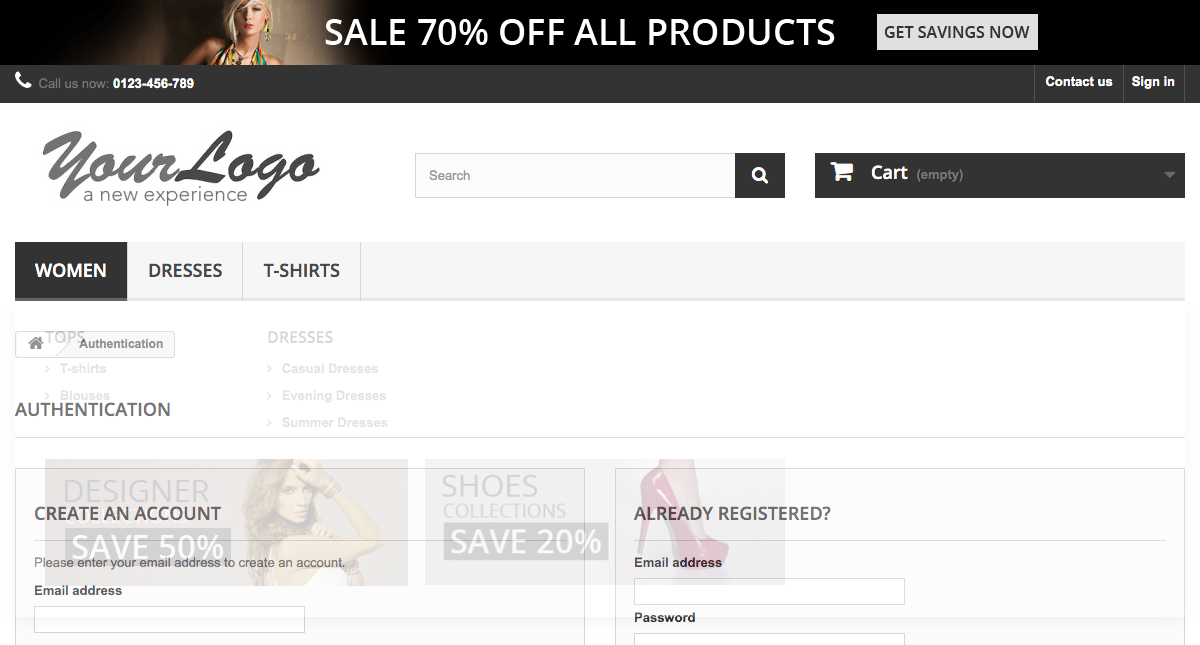 SALE 70% OFF ALL PRODUCTS
GET SAVINGS NOW
Call us now: 0123-456-789
Contact us
Sign in
YourLogo
a new experience
Search
Cart (empty)
WOMEN
DRESSES
T-SHIRTS
TOPS
DRESSES
Authentication
T-shirts
Casual Dresses
Blouses
Evening Dresses
AUTHENTICATION
Summer Dresses
DESIGNER
SAVE 50%
SHOES
COLLECTIONS
SAVE 20%
CREATE AN ACCOUNT
Please enter your email address to create an account.
Email address
ALREADY REGISTERED?
Email address
Password